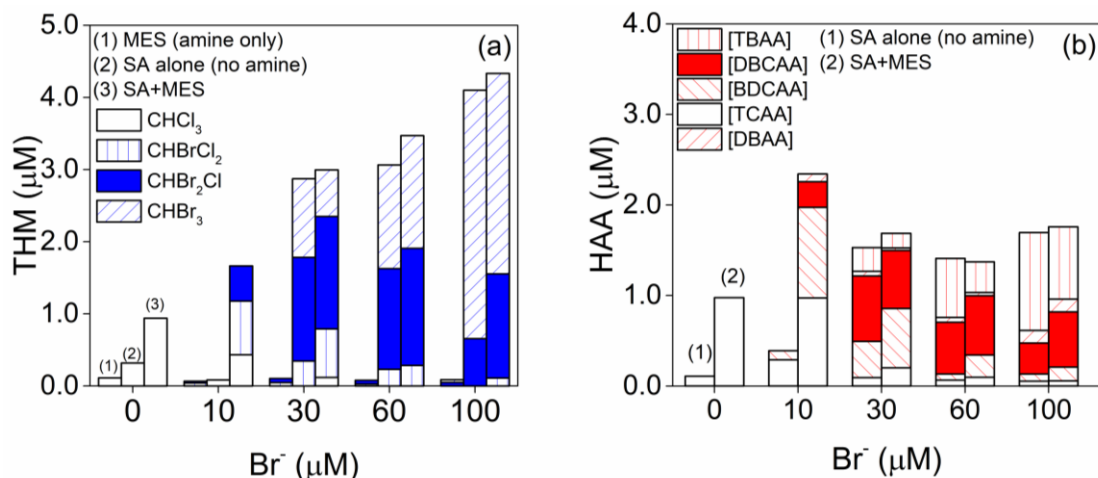 (a)
(1) MES (amine only)
(2) SA alone (no amine)
(3) SA+MES
CHCl₃
CHBrCl₂
CHBr₂Cl
CHBr₃
THM (μM)
5.0
4.0
3.0
2.0
1.0
0.0
(1)
(2)
(3)
0 10 30 60 100
Br⁻ (μM)
(b)
[TBAA]
[DBCAA]
[BDCAA]
[TCAA]
[DBAA]
(1) SA alone (no amine)
(2) SA+MES
HAA (μM)
4.0
3.0
2.0
1.0
0.0
(1)
(2)
0 10 30 60 100
Br⁻ (μM)